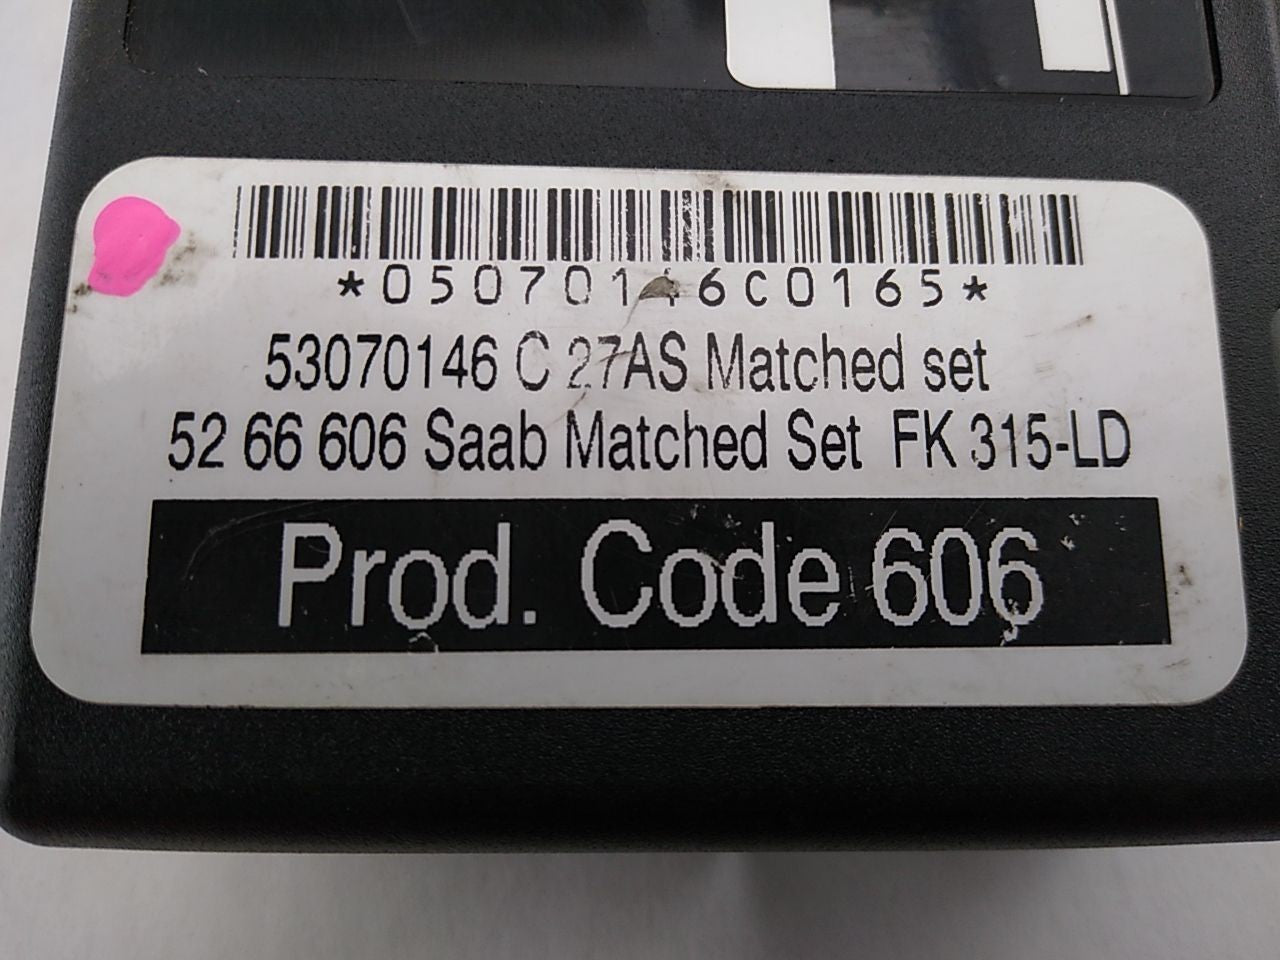 *05070146C0165*
53070146 C 27AS Matched set
52 66 606 Saab Matched Set FK 315-LD
Prod. Code 606